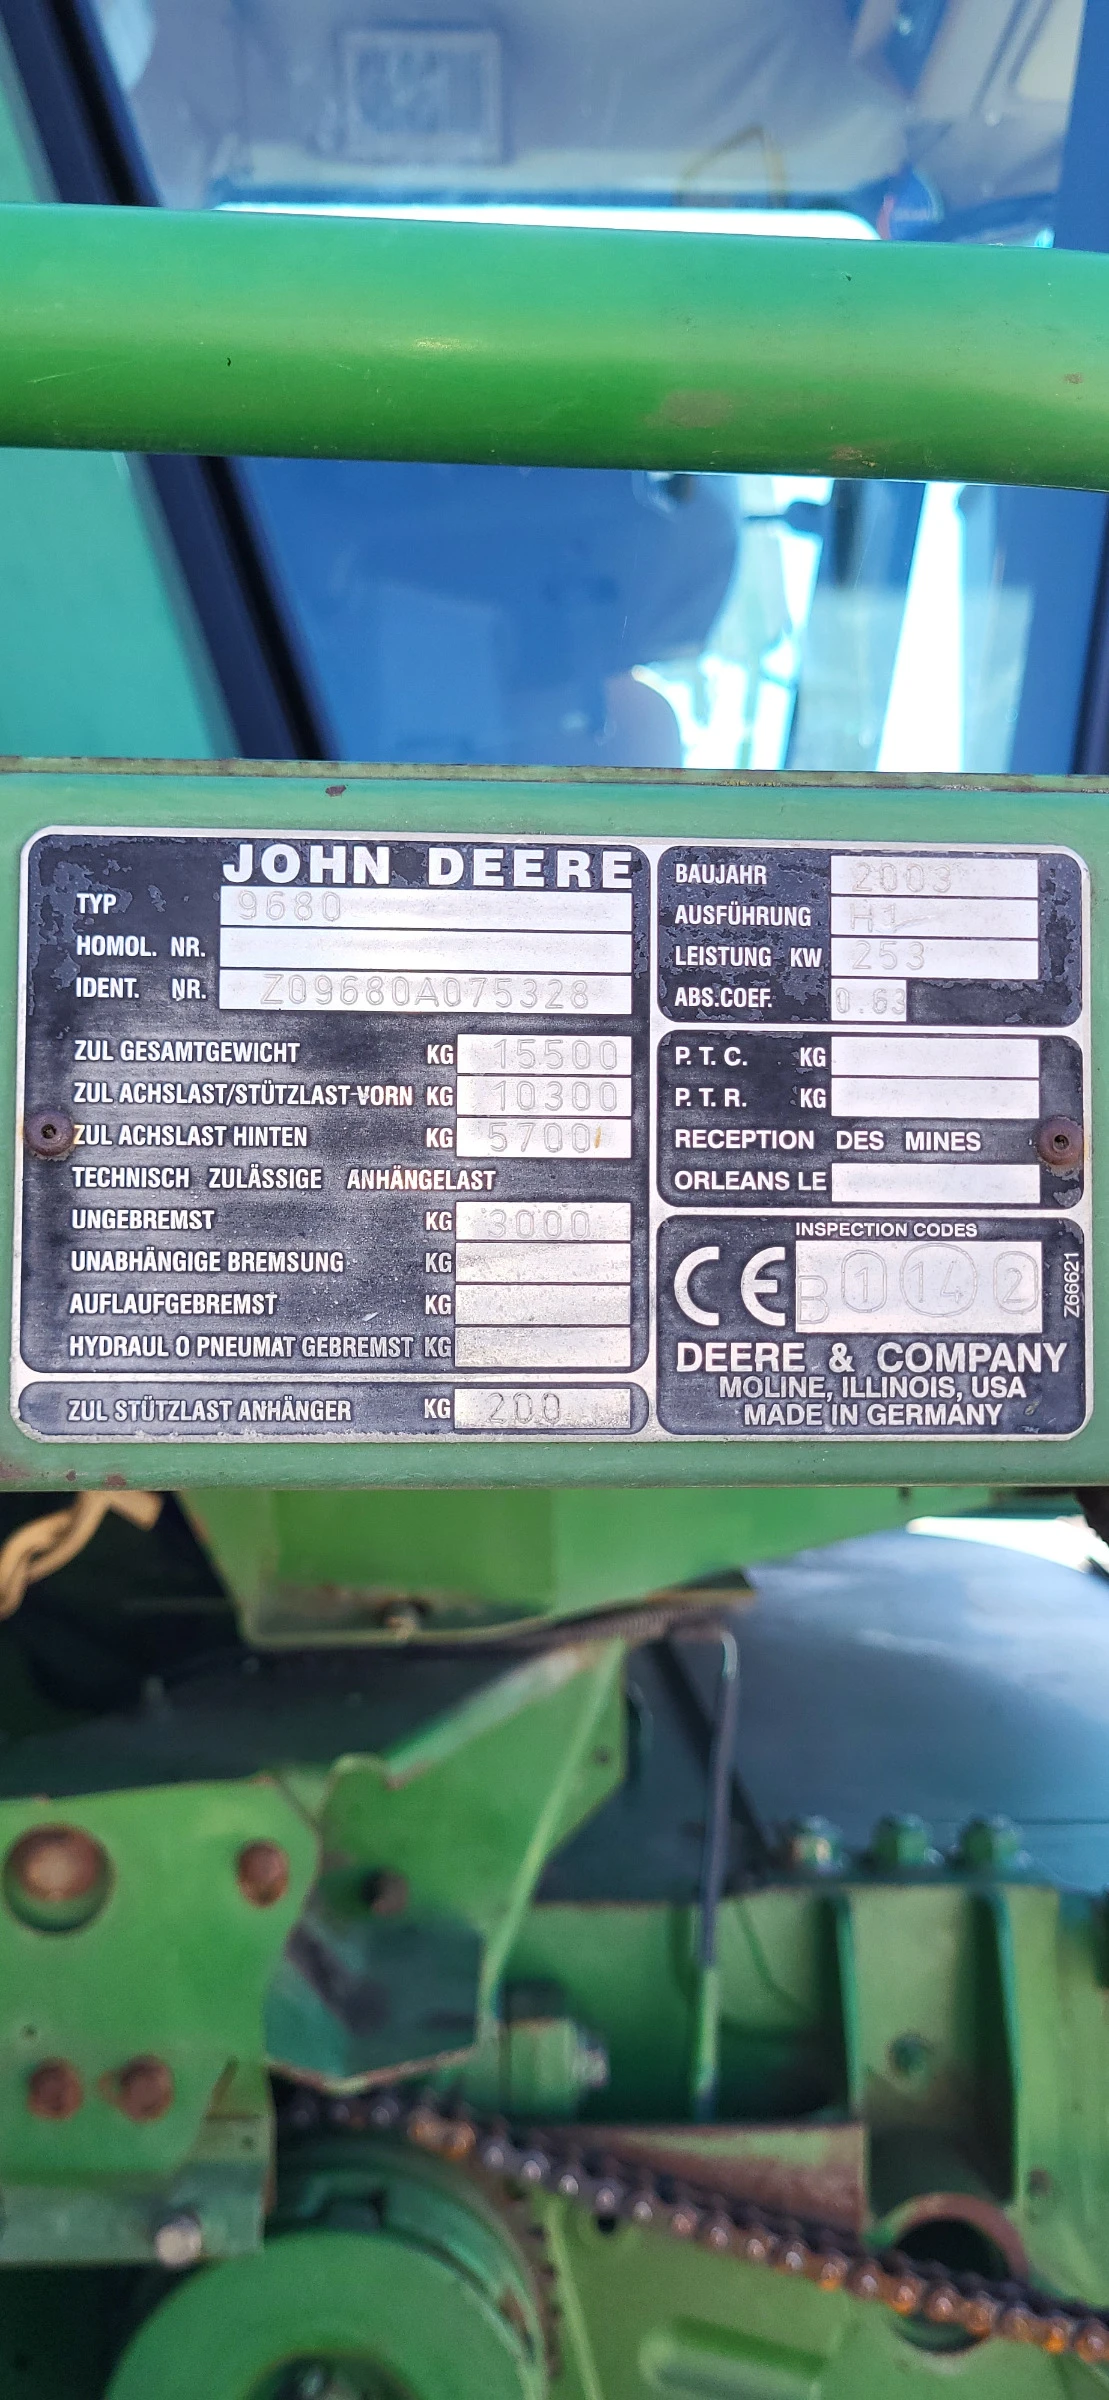 JOHN DEERE
TYP 9680
HOMOL. NR.
IDENT. NR. Z09680A075328
ZUL GESAMTGEWICHT KG 15500
ZUL ACHSLAST/STÜTZLAST-VORN KG 10300
ZUL ACHSLAST HINTEN KG 5700
TECHNISCH ZULÄSSIGE ANHÄNGELAST
UNGEBREMST KG 3000
UNABHÄNGIGE BREMSUNG KG
AUFLAUFGEBREMST KG
HYDRAUL O PNEUMAT GEBREMST KG
ZUL STÜTZLAST ANHÄNGER KG 200
BAUJAHR 2003
AUSFÜHRUNG H1
LEISTUNG KW 253
ABS.COEF. 0.63
P. T. C. KG
P. T. R. KG
RECEPTION DES MINES
ORLEANS LE
INSPECTION CODES
CE B 1 14 2
Z66621
DEERE & COMPANY
MOLINE, ILLINOIS, USA
MADE IN GERMANY